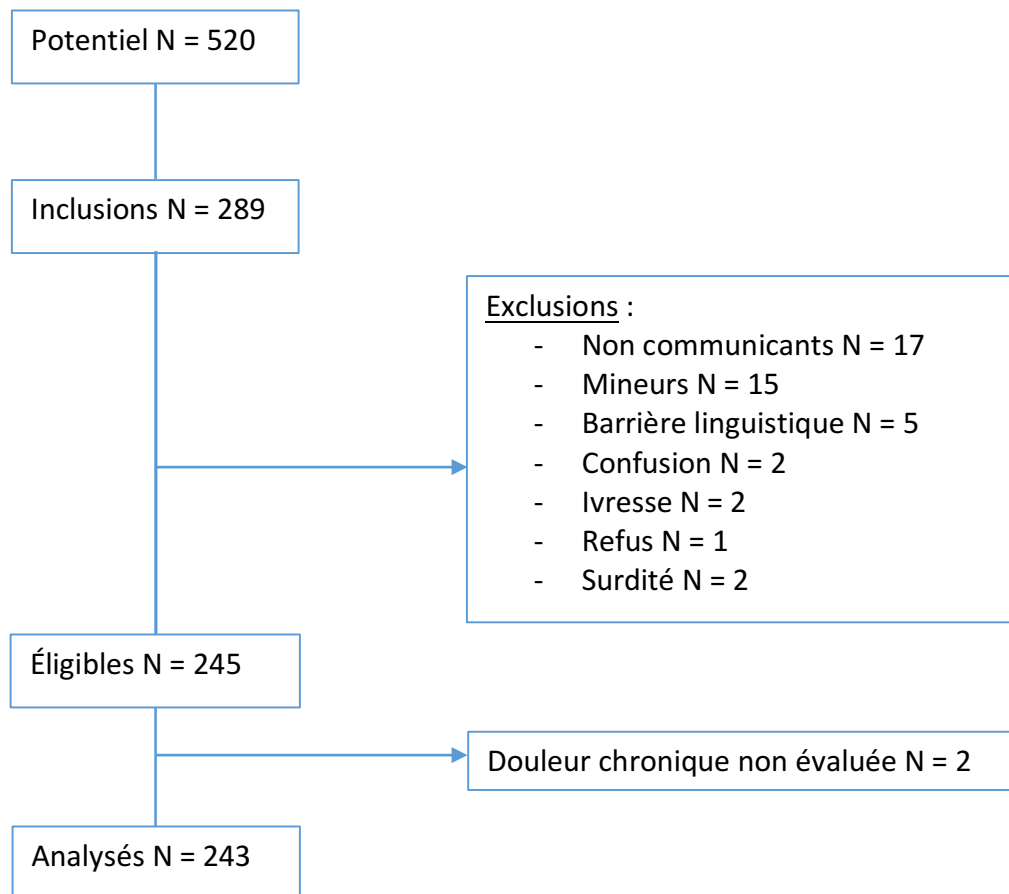 Potentiel N = 520
Inclusions N = 289
Exclusions :
- Non communicants N = 17
- Mineurs N = 15
- Barrière linguistique N = 5
- Confusion N = 2
- Ivresse N = 2
- Refus N = 1
- Surdité N = 2
Éligibles N = 245
Douleur chronique non évaluée N = 2
Analysés N = 243